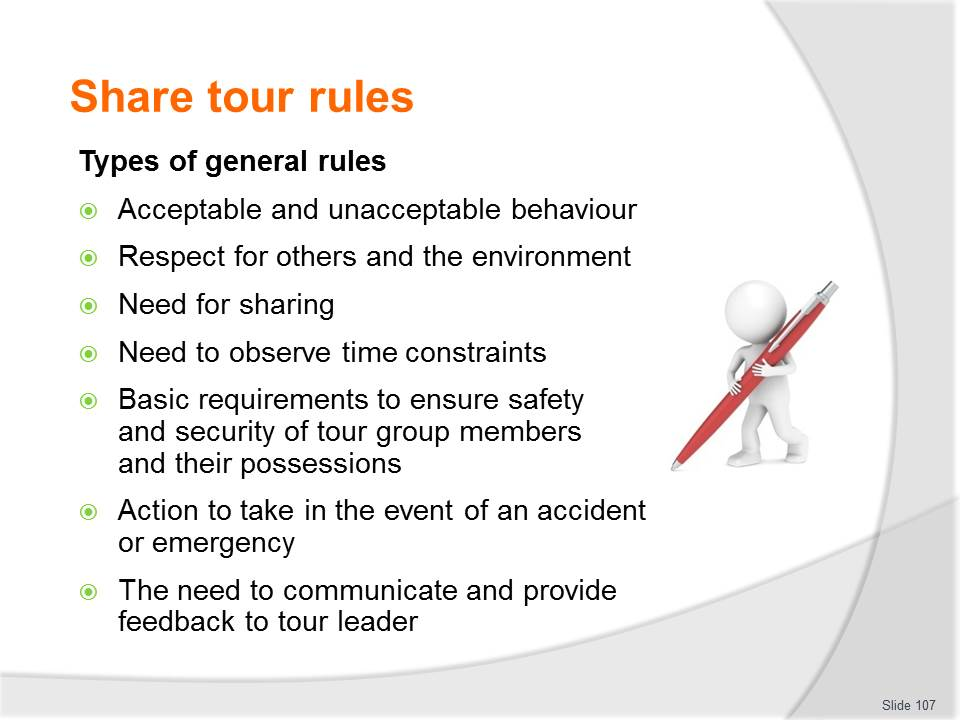 Share tour rules
Types of general rules
Acceptable and unacceptable behaviour
Respect for others and the environment
Need for sharing
Need to observe time constraints
Basic requirements to ensure safety
and security of tour group members
and their possessions
Action to take in the event of an accident
or emergency
The need to communicate and provide
feedback to tour leader
Slide 107